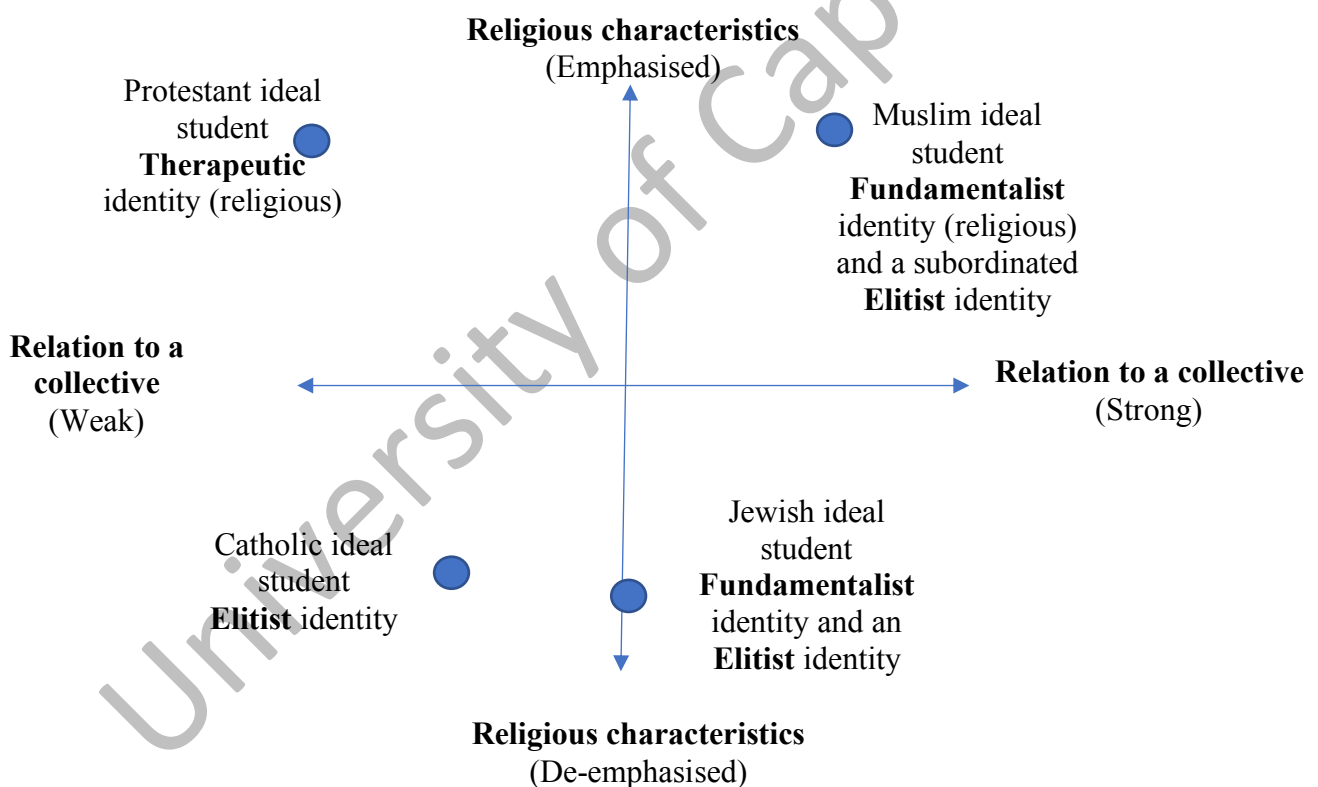 Religious characteristics
(Emphasised)
Protestant ideal
student
Therapeutic
identity (religious)
Muslim ideal
student
Fundamentalist
identity (religious)
and a subordinated
Elitist identity
Relation to a
collective
(Weak)
Relation to a collective
(Strong)
Catholic ideal
student
Elitist identity
Jewish ideal
student
Fundamentalist
identity and an
Elitist identity
Religious characteristics
(De-emphasised)
University of Cap